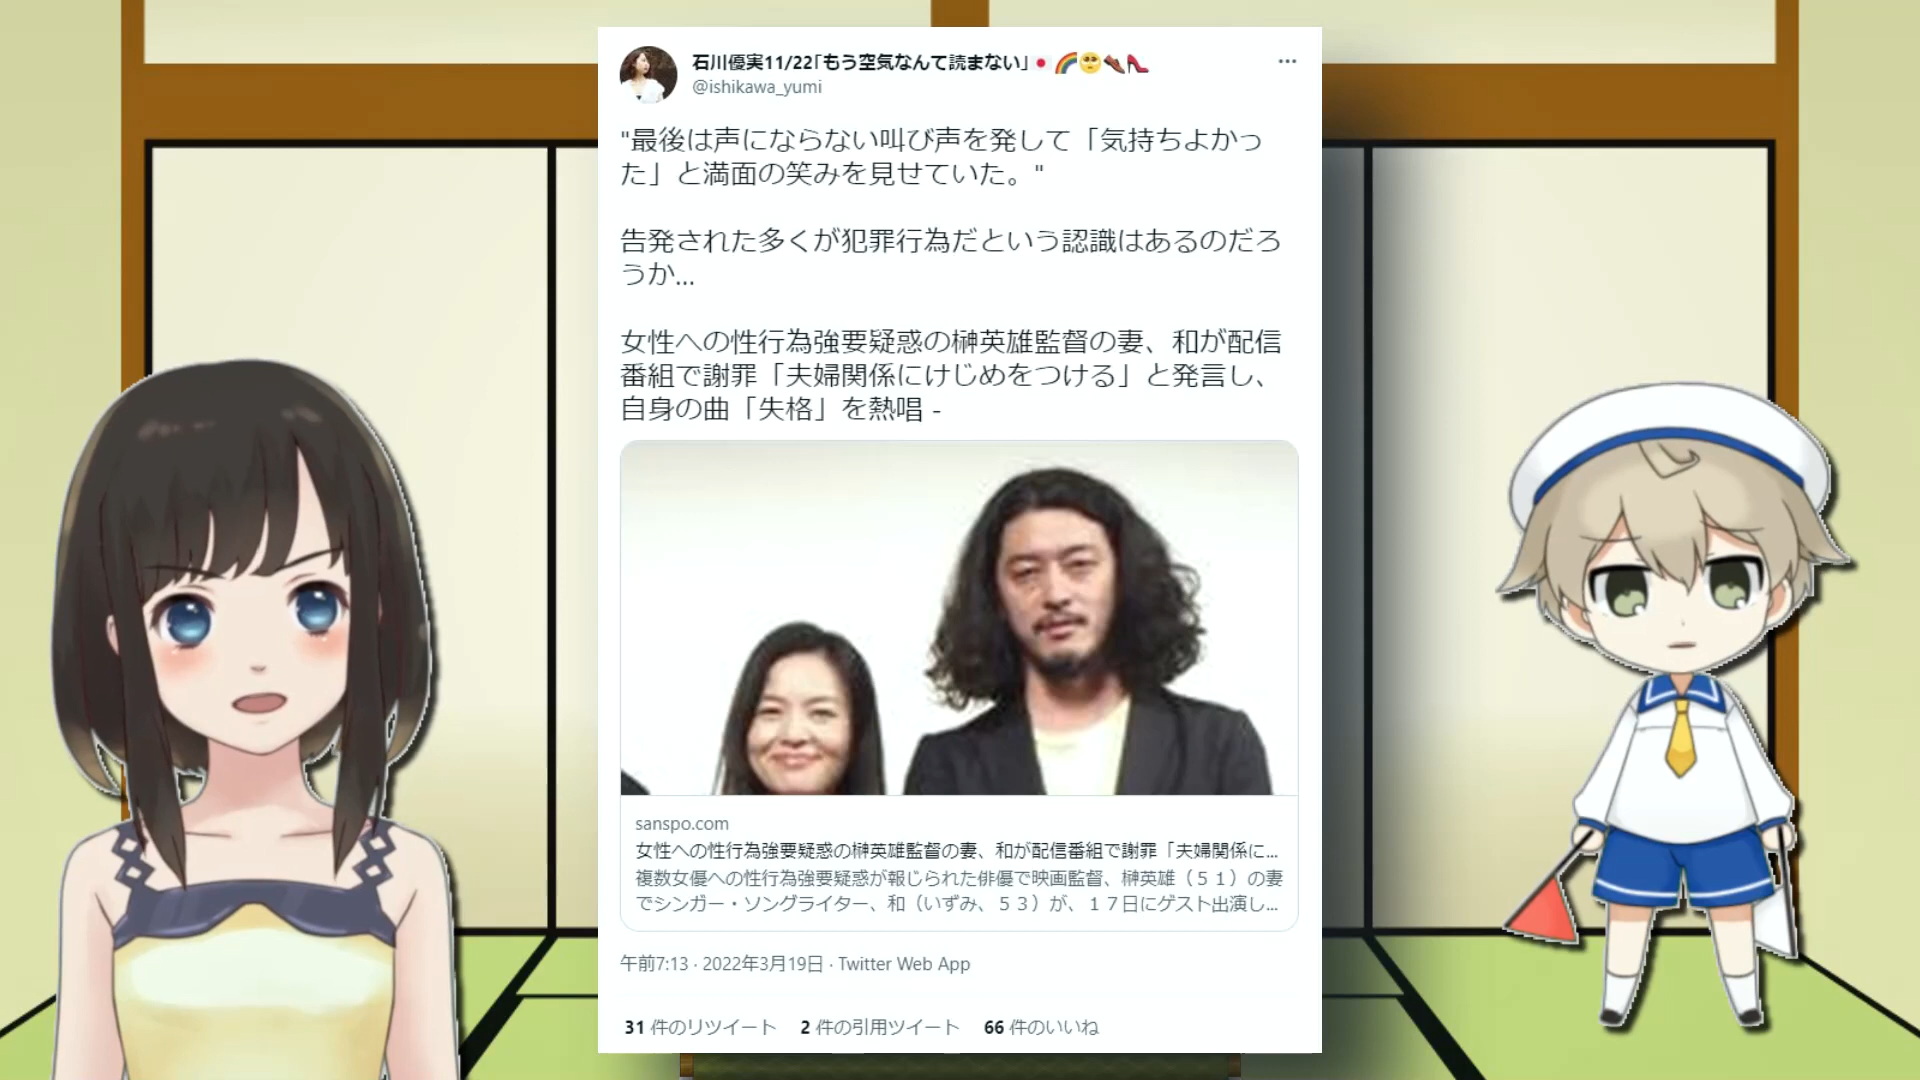 石川優実11/22｢もう空気なんて読まない｣🇯🇵🌈🥺👞👠
@ishikawa_yumi
"最後は声にならない叫び声を発して「気持ちよかっ
た」と満面の笑みを見せていた。"
告発された多くが犯罪行為だという認識はあるのだろ
うか...
女性への性行為強要疑惑の榊英雄監督の妻、和が配信
番組で謝罪「夫婦関係にけじめをつける」と発言し、
自身の曲「失格」を熱唱 -
sanspo.com
女性への性行為強要疑惑の榊英雄監督の妻、和が配信番組で謝罪「夫婦関係に...
複数女優への性行為強要疑惑が報じられた俳優で映画監督、榊英雄（５１）の妻
でシンガー・ソングライター、和（いずみ、５３）が、１７日にゲスト出演し...
午前7:13 · 2022年3月19日 · Twitter Web App
31 件のリツイート 2 件の引用ツイート 66 件のいいね